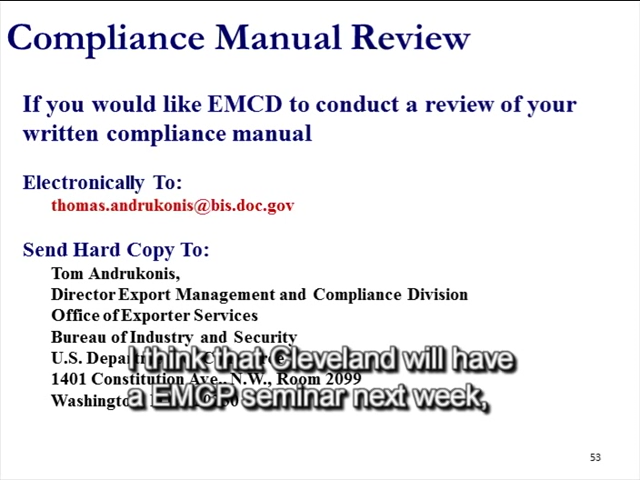 Compliance Manual Review
If you would like EMCD to conduct a review of your
written compliance manual
Electronically To:
thomas.andrukonis@bis.doc.gov
Send Hard Copy To:
Tom Andrukonis,
Director Export Management and Compliance Division
Office of Exporter Services
Bureau of Industry and Security
U.S.
I think that Cleveland will have
1401 Constitution Ave., N.W., Room 2099
Washington
a EMCP seminar next week,
53